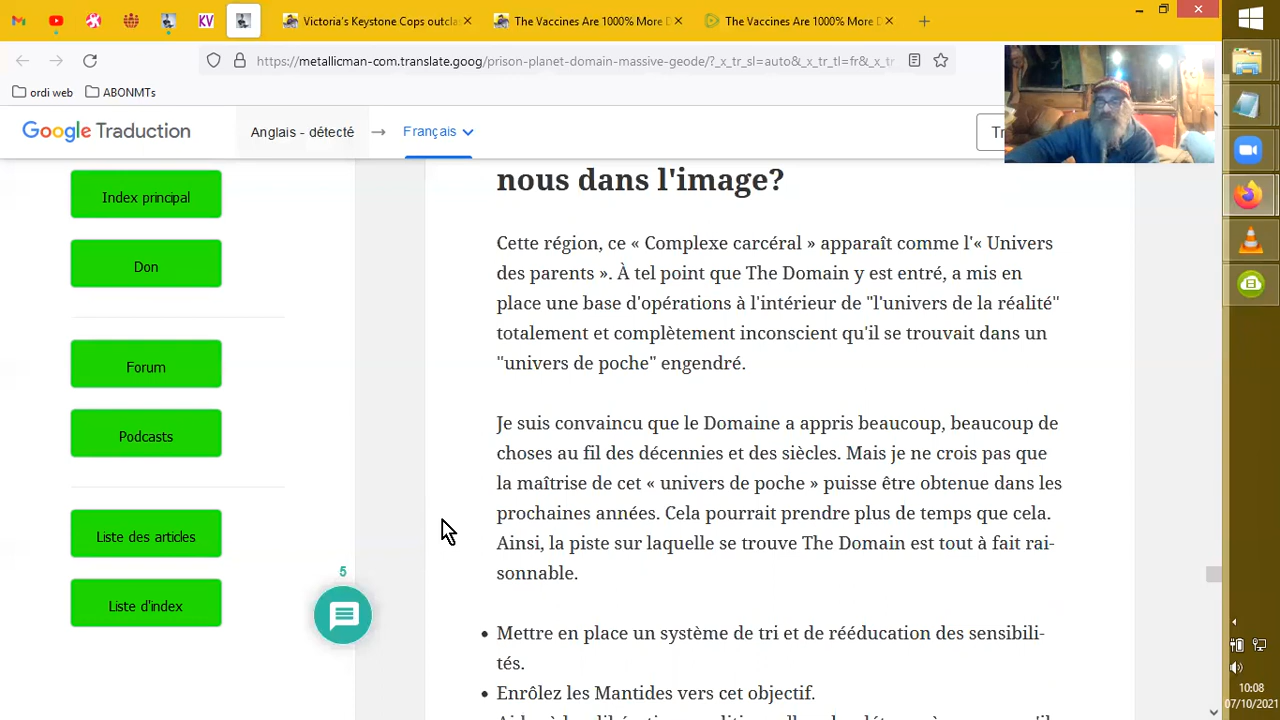 Victoria's Keystone Cops outcla
The Vaccines Are 1000% More D
The Vaccines Are 1000% More D
https://metallicman-com.translate.goog/prison-planet-domain-massive-geode/?_x_tr_sl=auto&_x_tr_tl=fr&_x_tr
ordi web
ABONMTs
Google Traduction
Anglais - détecté
Français
Tr
nous dans l'image?
Index principal
Don
Forum
Podcasts
Liste des articles
Liste d'index
5
Cette région, ce « Complexe carcéral » apparaît comme l'« Univers
des parents ». À tel point que The Domain y est entré, a mis en
place une base d'opérations à l'intérieur de "l'univers de la réalité"
totalement et complètement inconscient qu'il se trouvait dans un
"univers de poche" engendré.
Je suis convaincu que le Domaine a appris beaucoup, beaucoup de
choses au fil des décennies et des siècles. Mais je ne crois pas que
la maîtrise de cet « univers de poche » puisse être obtenue dans les
prochaines années. Cela pourrait prendre plus de temps que cela.
Ainsi, la piste sur laquelle se trouve The Domain est tout à fait rai-
sonnable.
• Mettre en place un système de tri et de rééducation des sensibili-
tés.
• Enrôlez les Mantides vers cet objectif.
KV
10:08
07/10/2021